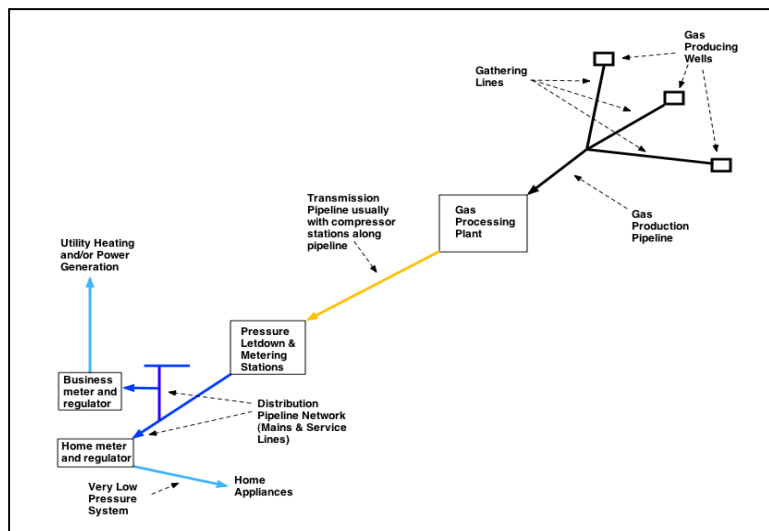 Gas
Producing
Wells
Gathering
Lines
Transmission
Pipeline usually
with compressor
stations along
pipeline
Gas
Processing
Plant
Gas
Production
Pipeline
Utility Heating
and/or Power
Generation
Pressure
Letdown &
Metering
Stations
Business
meter and
regulator
Distribution
Pipeline Network
(Mains & Service
Lines)
Home meter
and regulator
Very Low
Pressure
System
Home
Appliances